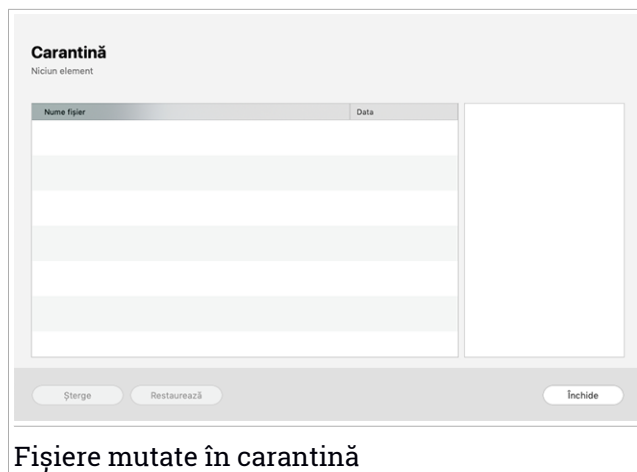 Carantină
Niciun element
Nume fișier
Data
Șterge
Restaurează
Închide
Fișiere mutate în carantină